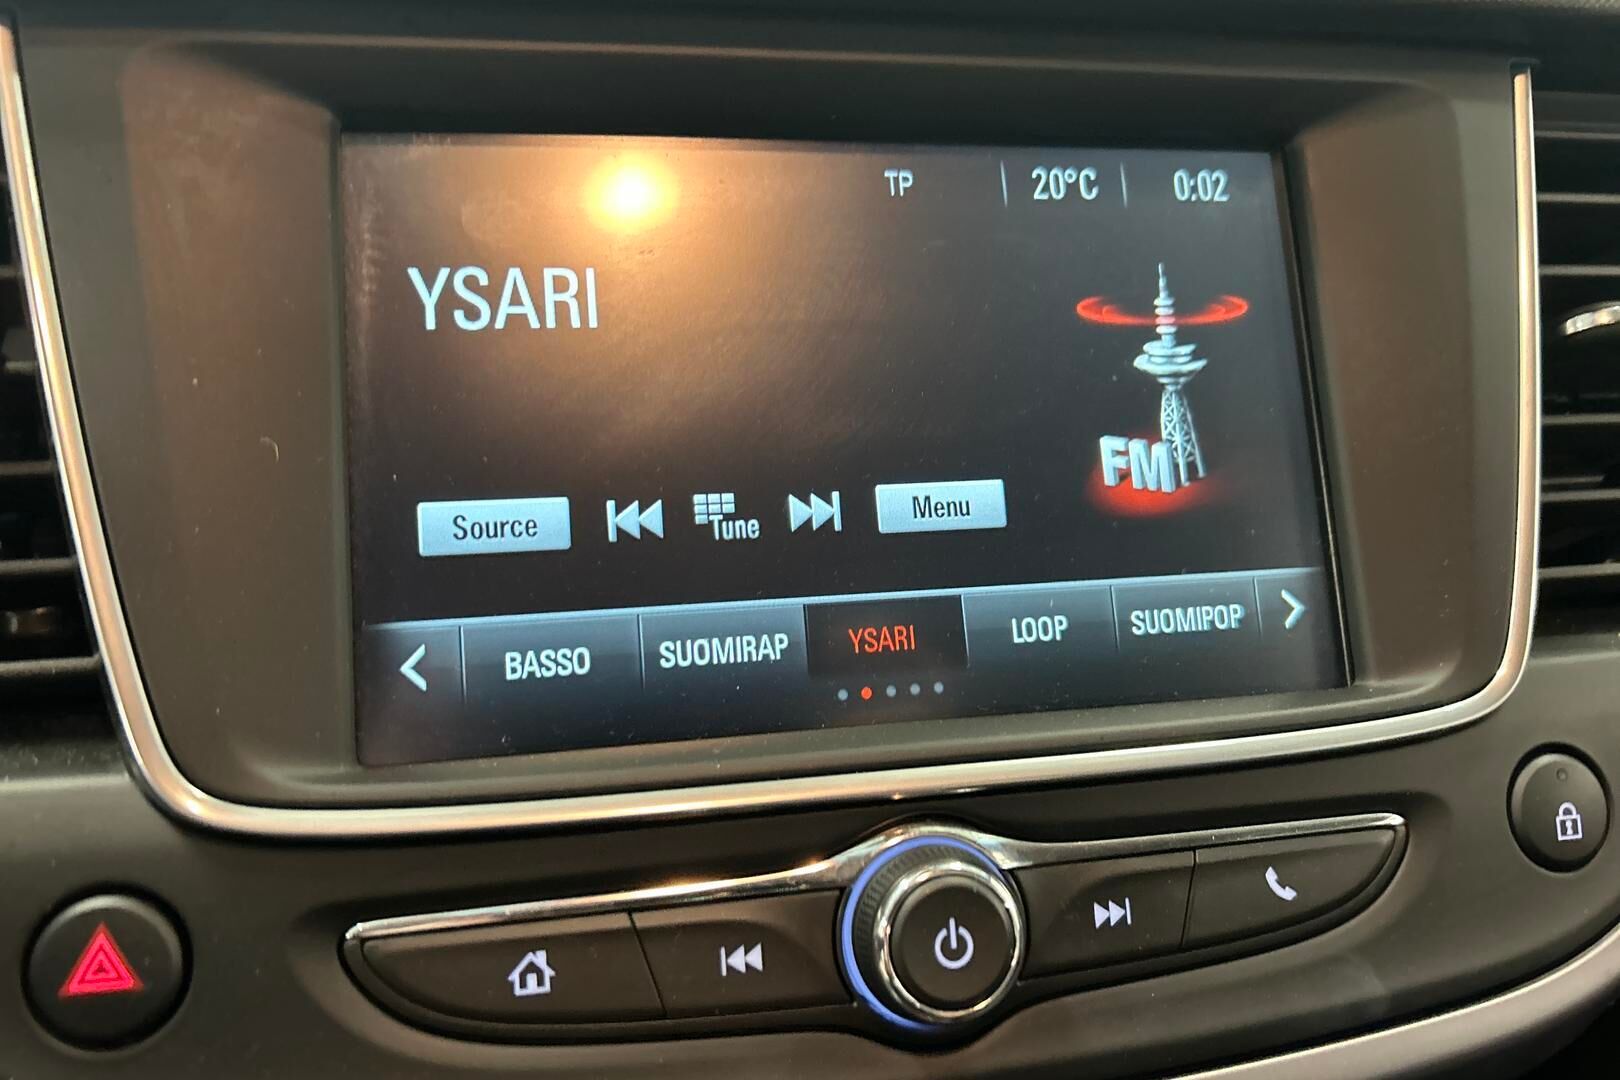 TP 20°C 0:02
YSARI
FM
Source Tune Menu
BASSO SUOMIRAP YSARI LOOP SUOMIPOP